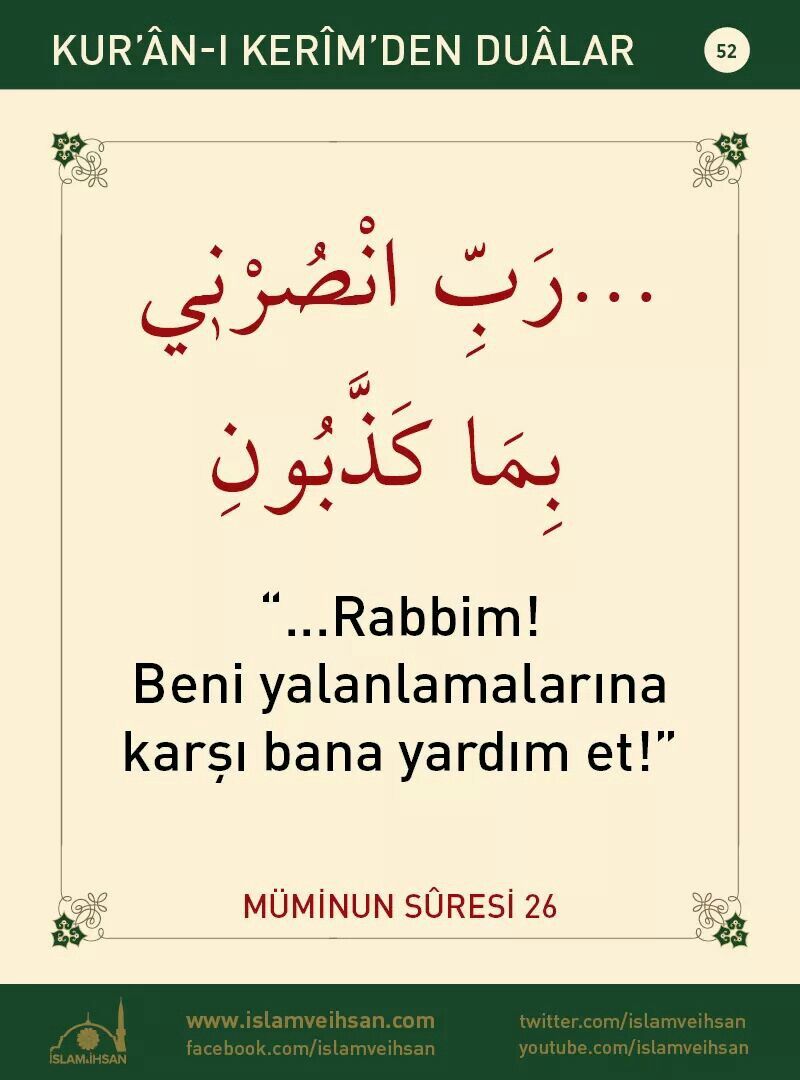 KUR’ÂN-I KERÎM’DEN DUÂLAR
52
...رَبِّ انْصُرْنٖي
بِمَا كَذَّبُونِ
“...Rabbim!
Beni yalanlamalarına
karşı bana yardım et!”
MÜMİNUN SÛRESİ 26
İSLAM&İHSAN
www.islamveihsan.com
facebook.com/islamveihsan
twitter.com/islamveihsan
youtube.com/islamveihsan